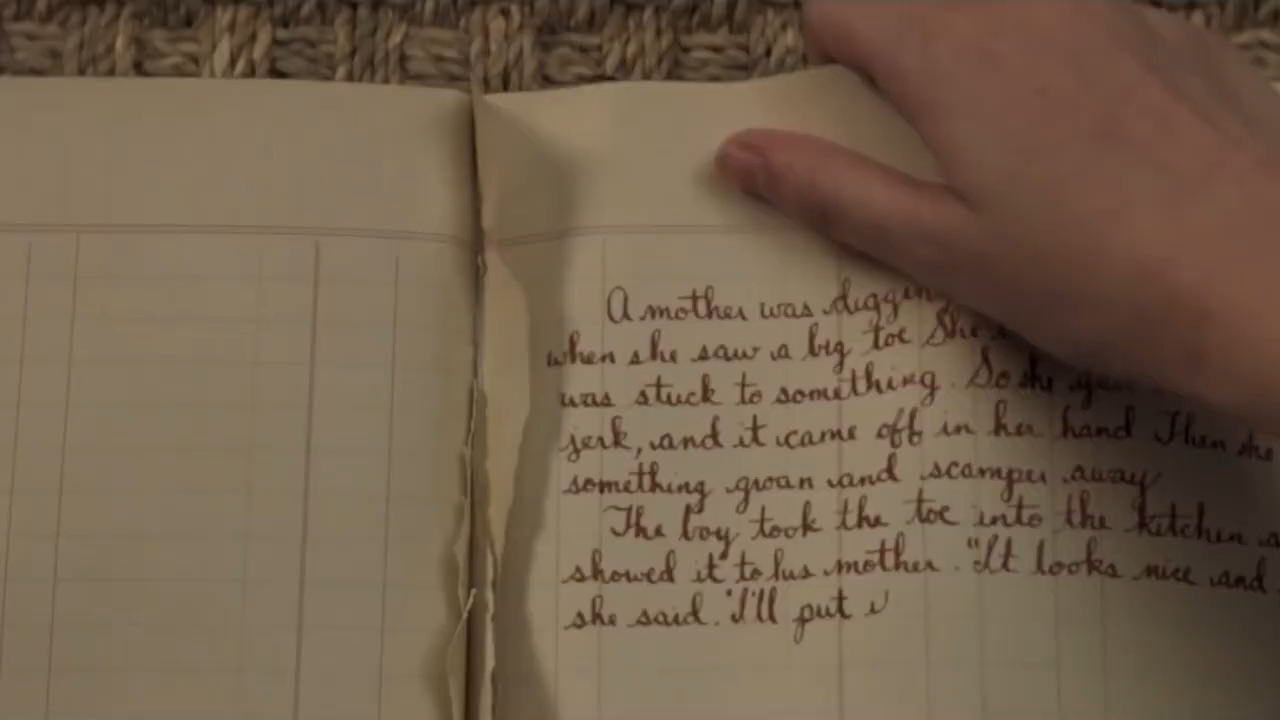 A mother was digging
when she saw a big toe She
was stuck to something. So she
jerk, and it came off in her hand Then she
something groan and scamper away
The boy took the toe into the kitchen
showed it to his mother. "It looks nice and
she said. "I'll put